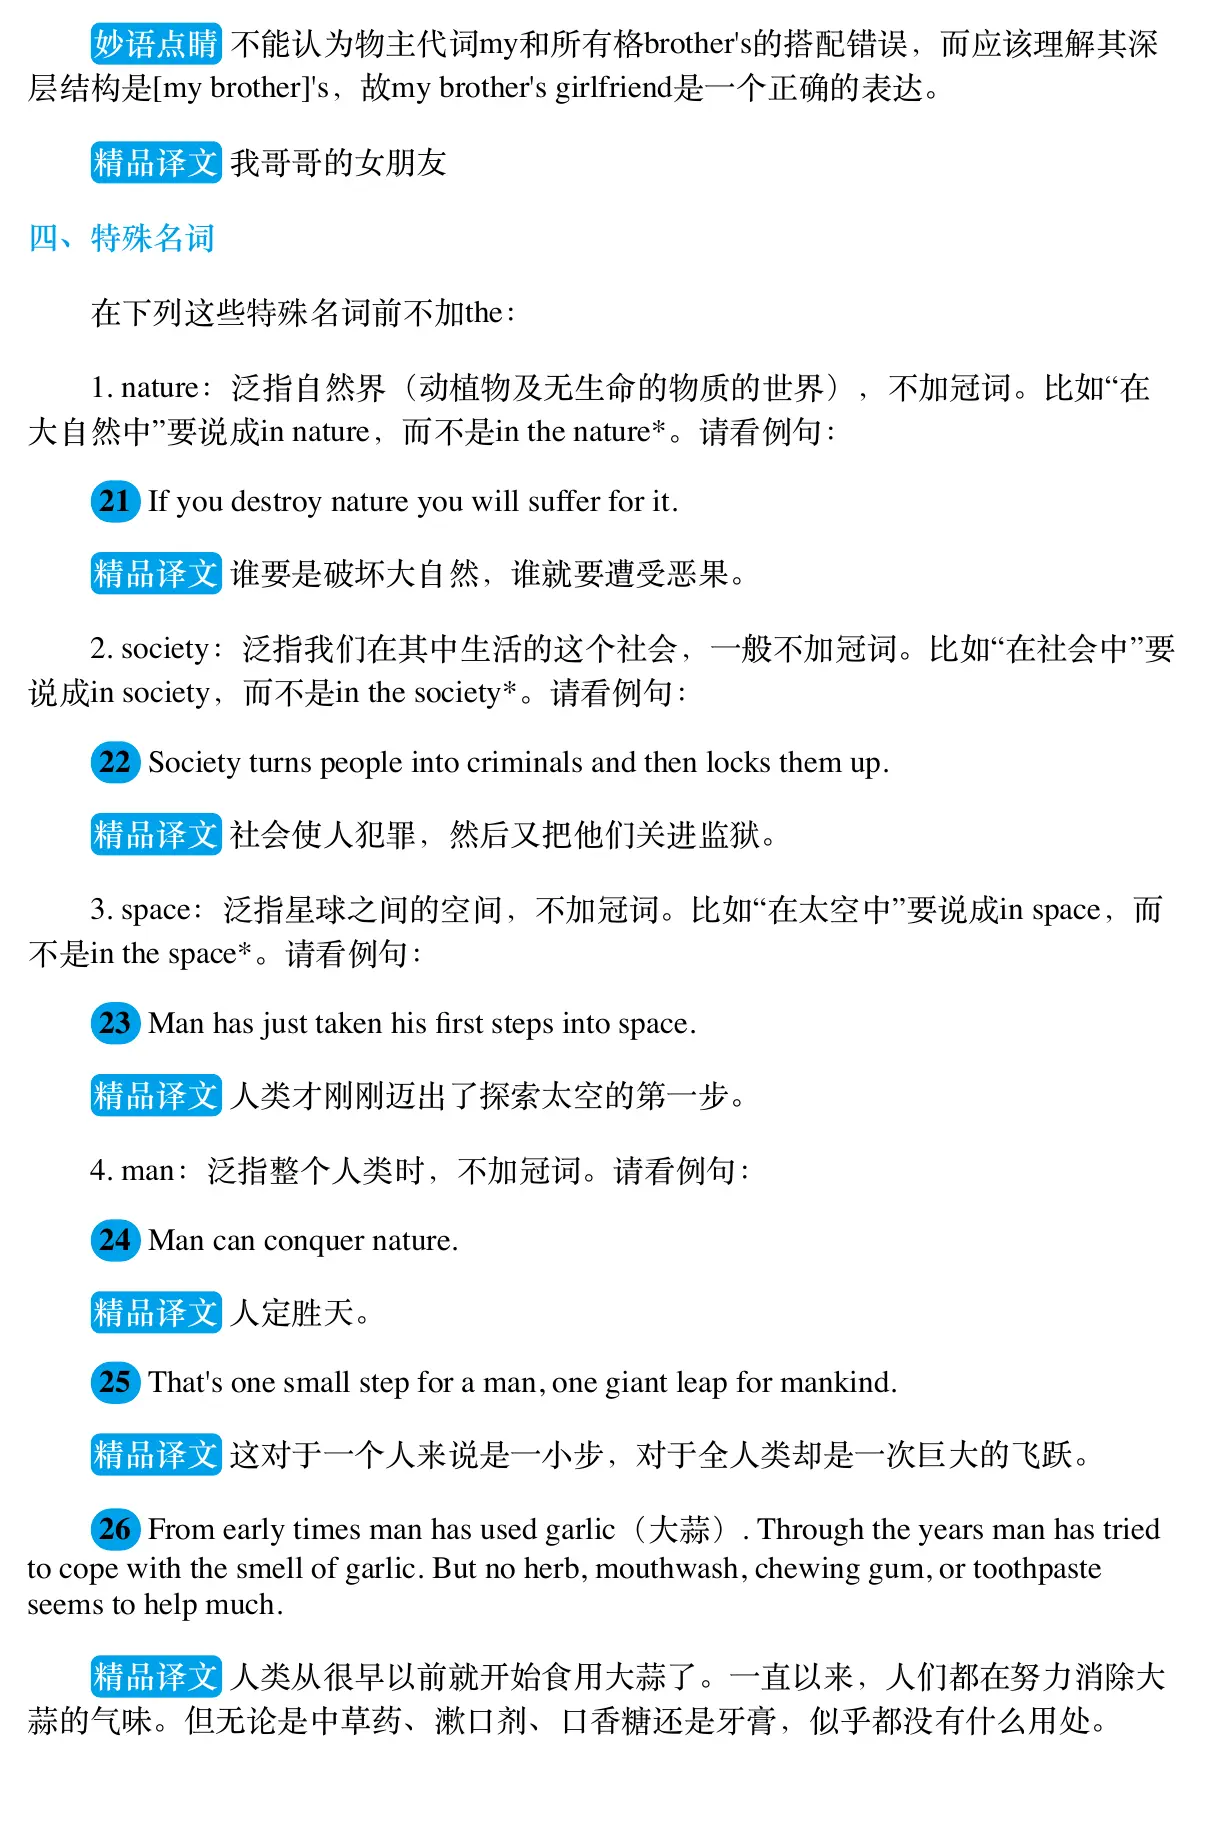 妙语点睛 不能认为物主代词my和所有格brother's的搭配错误，而应该理解其深
层结构是[my brother]'s，故my brother's girlfriend是一个正确的表达。
精品译文 我哥哥的女朋友
四、特殊名词
在下列这些特殊名词前不加the：
1. nature：泛指自然界（动植物及无生命的物质的世界），不加冠词。比如“在
大自然中”要说成in nature，而不是in the nature*。请看例句：
21 If you destroy nature you will suffer for it.
精品译文 谁要是破坏大自然，谁就要遭受恶果。
2. society：泛指我们在其中生活的这个社会，一般不加冠词。比如“在社会中”要
说成in society，而不是in the society*。请看例句：
22 Society turns people into criminals and then locks them up.
精品译文 社会使人犯罪，然后又把他们关进监狱。
3. space：泛指星球之间的空间，不加冠词。比如“在太空中”要说成in space，而
不是in the space*。请看例句：
23 Man has just taken his first steps into space.
精品译文 人类才刚刚迈出了探索太空的第一步。
4. man：泛指整个人类时，不加冠词。请看例句：
24 Man can conquer nature.
精品译文 人定胜天。
25 That's one small step for a man, one giant leap for mankind.
精品译文 这对于一个人来说是一小步，对于全人类却是一次巨大的飞跃。
26 From early times man has used garlic（大蒜）. Through the years man has tried
to cope with the smell of garlic. But no herb, mouthwash, chewing gum, or toothpaste
seems to help much.
精品译文 人类从很早以前就开始食用大蒜了。一直以来，人们都在努力消除大
蒜的气味。但无论是中草药、漱口剂、口香糖还是牙膏，似乎都没有什么用处。